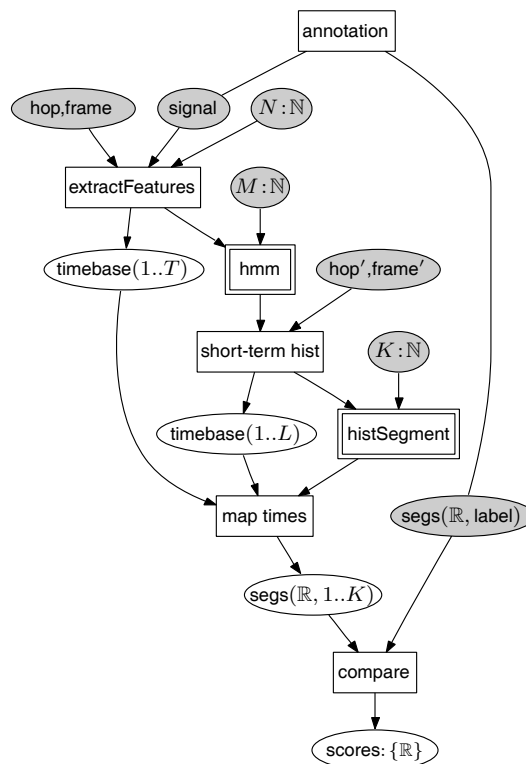 annotation
hop,frame
signal
N:ℕ
extractFeatures
M:ℕ
timebase(1..T)
hmm
hop′,frame′
short-term hist
K:ℕ
timebase(1..L)
histSegment
map times
segs(ℝ, label)
segs(ℝ, 1..K)
compare
scores: {ℝ}